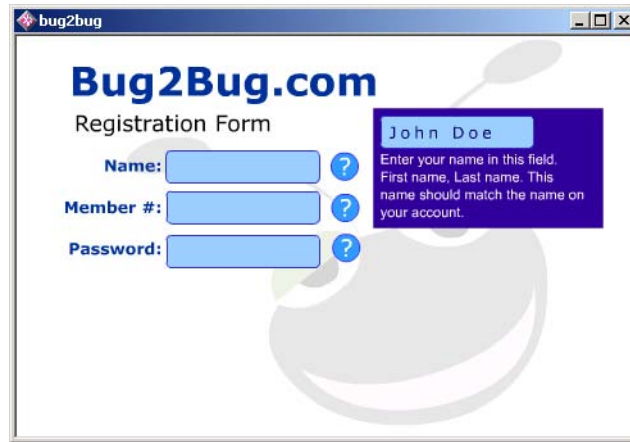 bug2bug
Bug2Bug.com
Registration Form
Name: ?
Member #: ?
Password: ?
John Doe
Enter your name in this field.
First name, Last name. This
name should match the name on
your account.